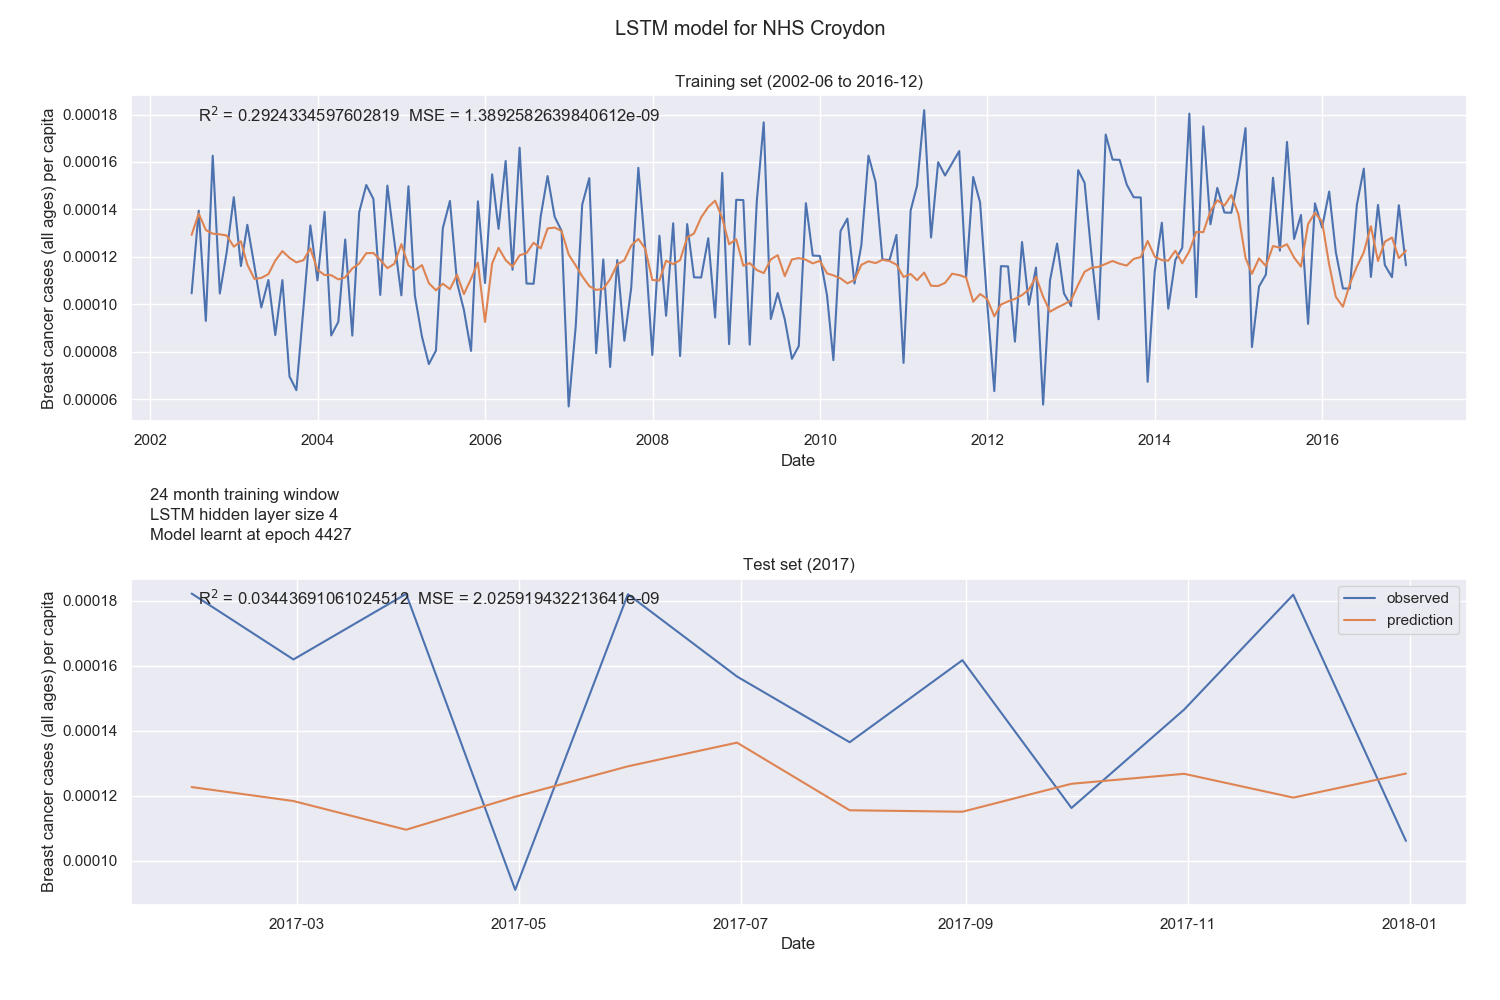 LSTM model for NHS Croydon
Training set (2002-06 to 2016-12)
R² = 0.2924334597602819 MSE = 1.3892582639840612e-09
Breast cancer cases (all ages) per capita
0.00018
0.00016
0.00014
0.00012
0.00010
0.00008
0.00006
2002 2004 2006 2008 2010 2012 2014 2016
Date
24 month training window
LSTM hidden layer size 4
Model learnt at epoch 4427
Test set (2017)
R² = 0.03443691061024512 MSE = 2.025919432213641e-09
observed
prediction
Breast cancer cases (all ages) per capita
0.00018
0.00016
0.00014
0.00012
0.00010
2017-03 2017-05 2017-07 2017-09 2017-11 2018-01
Date